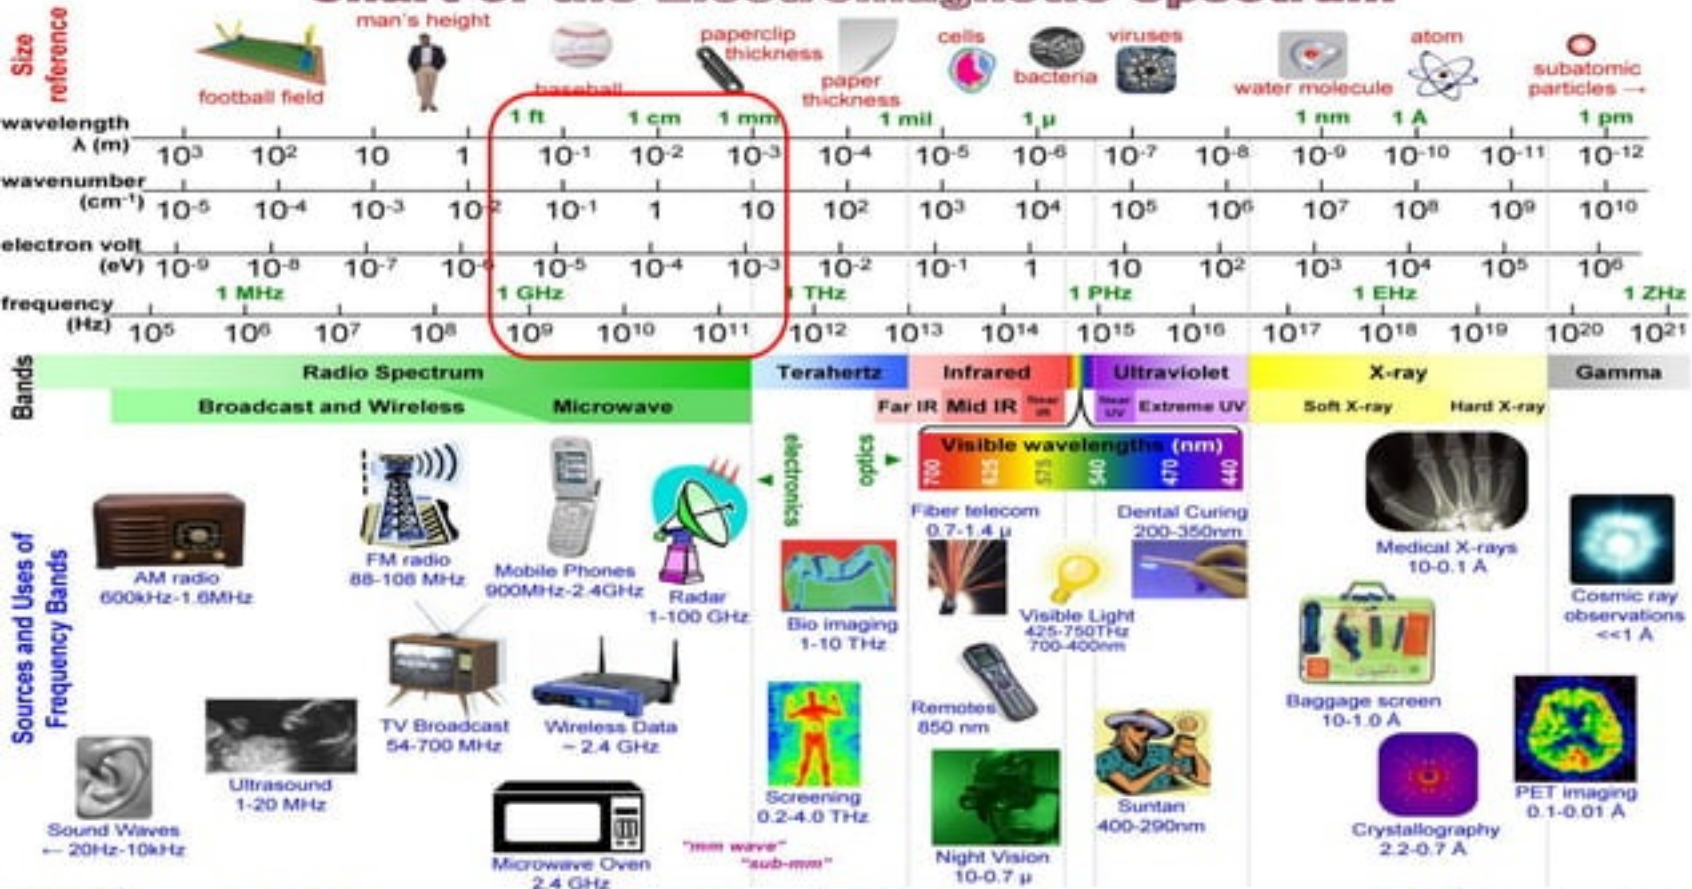 Chart of the Electromagnetic Spectrum
Size reference
football field
man's height
baseball
paperclip thickness
paper thickness
cells
bacteria
viruses
water molecule
atom
subatomic particles →
1 ft 1 cm 1 mm 1 mil 1 µ 1 nm 1 Å 1 pm
wavelength λ (m)
10³ 10² 10 1 10⁻¹ 10⁻² 10⁻³ 10⁻⁴ 10⁻⁵ 10⁻⁶ 10⁻⁷ 10⁻⁸ 10⁻⁹ 10⁻¹⁰ 10⁻¹¹ 10⁻¹²
wavenumber (cm⁻¹)
10⁻⁵ 10⁻⁴ 10⁻³ 10⁻² 10⁻¹ 1 10 10² 10³ 10⁴ 10⁵ 10⁶ 10⁷ 10⁸ 10⁹ 10¹⁰
electron volt (eV)
10⁻⁹ 10⁻⁸ 10⁻⁷ 10⁻⁶ 10⁻⁵ 10⁻⁴ 10⁻³ 10⁻² 10⁻¹ 1 10 10² 10³ 10⁴ 10⁵ 10⁶
1 MHz 1 GHz 1 THz 1 PHz 1 EHz 1 ZHz
frequency (Hz)
10⁵ 10⁶ 10⁷ 10⁸ 10⁹ 10¹⁰ 10¹¹ 10¹² 10¹³ 10¹⁴ 10¹⁵ 10¹⁶ 10¹⁷ 10¹⁸ 10¹⁹ 10²⁰ 10²¹
Bands
Radio Spectrum Terahertz Infrared Ultraviolet X-ray Gamma
Broadcast and Wireless Microwave Far IR Mid IR Near IR Near UV Extreme UV Soft X-ray Hard X-ray
electronics
optics
Visible wavelengths (nm)
700 625 575 540 470 440
Sources and Uses of
Frequency Bands
AM radio
600kHz-1.6MHz
FM radio
88-108 MHz
Mobile Phones
900MHz-2.4GHz
Radar
1-100 GHz
Bio imaging
1-10 THz
Fiber telecom
0.7-1.4 µ
Dental Curing
200-350nm
Visible Light
425-750THz
700-400nm
Medical X-rays
10-0.1 Å
Cosmic ray
observations
<<1 Å
Sound Waves
← 20Hz-10kHz
Ultrasound
1-20 MHz
TV Broadcast
54-700 MHz
Wireless Data
~ 2.4 GHz
Microwave Oven
2.4 GHz
"mm wave"
"sub-mm"
Screening
0.2-4.0 THz
Remotes
850 nm
Night Vision
10-0.7 µ
Suntan
400-290nm
Baggage screen
10-1.0 Å
Crystallography
2.2-0.7 Å
PET imaging
0.1-0.01 Å